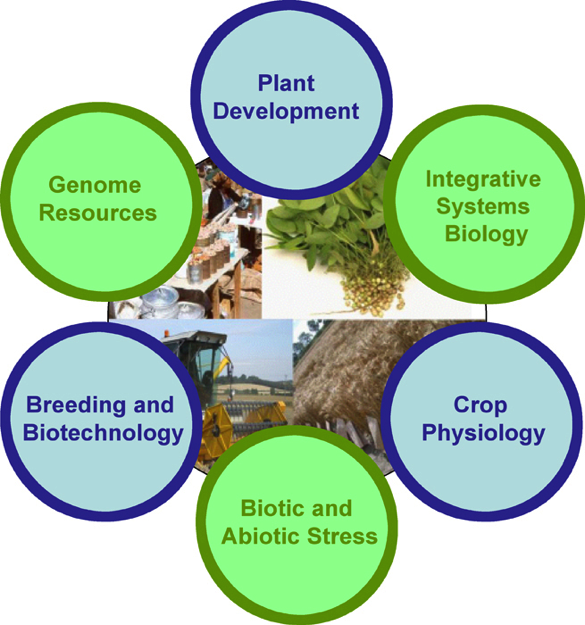 Plant
Development
Genome
Resources
Integrative
Systems
Biology
Breeding and
Biotechnology
Crop
Physiology
Biotic and
Abiotic Stress